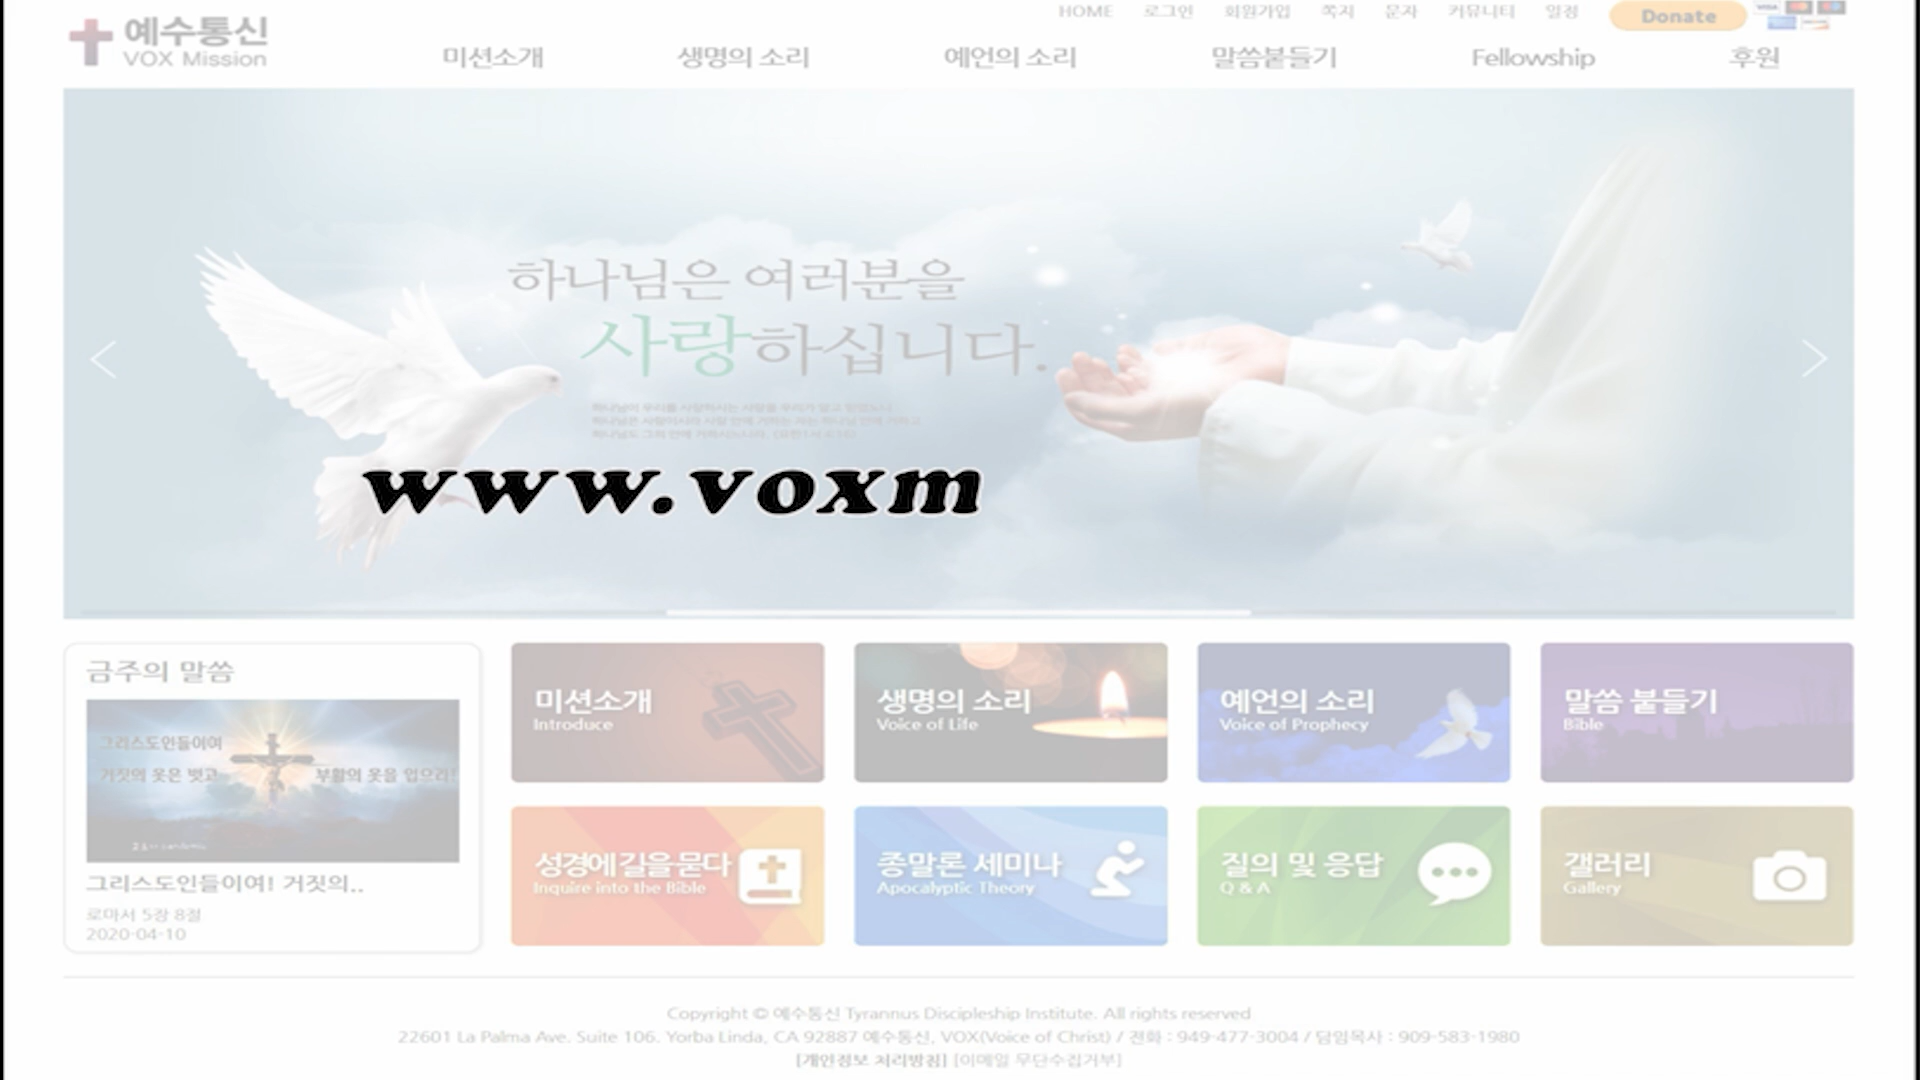 예수통신
VOX Mission
HOME 로그인 회원가입 쪽지 문자 커뮤니티 일정 Donate
VISA
미션소개 생명의 소리 예언의 소리 말씀붙들기 Fellowship 후원
하나님은 여러분을
사랑하십니다.
www.voxm
금주의 말씀
그리스도인들이여
거짓의 옷은 벗고 부활의 옷을 입으라!
그리스도인들이여! 거짓의..
로마서 5장 8절
2020-04-10
미션소개
Introduce
생명의 소리
Voice of Life
예언의 소리
Voice of Prophecy
말씀 붙들기
Bible
성경에 길을 묻다
Inquire into the Bible
종말론 세미나
Apocalyptic Theory
질의 및 응답
Q & A
갤러리
Gallery
Copyright © 예수통신 Tyrannus Discipleship Institute. All rights reserved
22601 La Palma Ave. Suite 106. Yorba Linda, CA 92887 예수통신, VOX(Voice of Christ) / 전화 : 949-477-3004 / 담임목사 : 909-583-1980
[개인정보 처리방침] [이메일 무단수집거부]